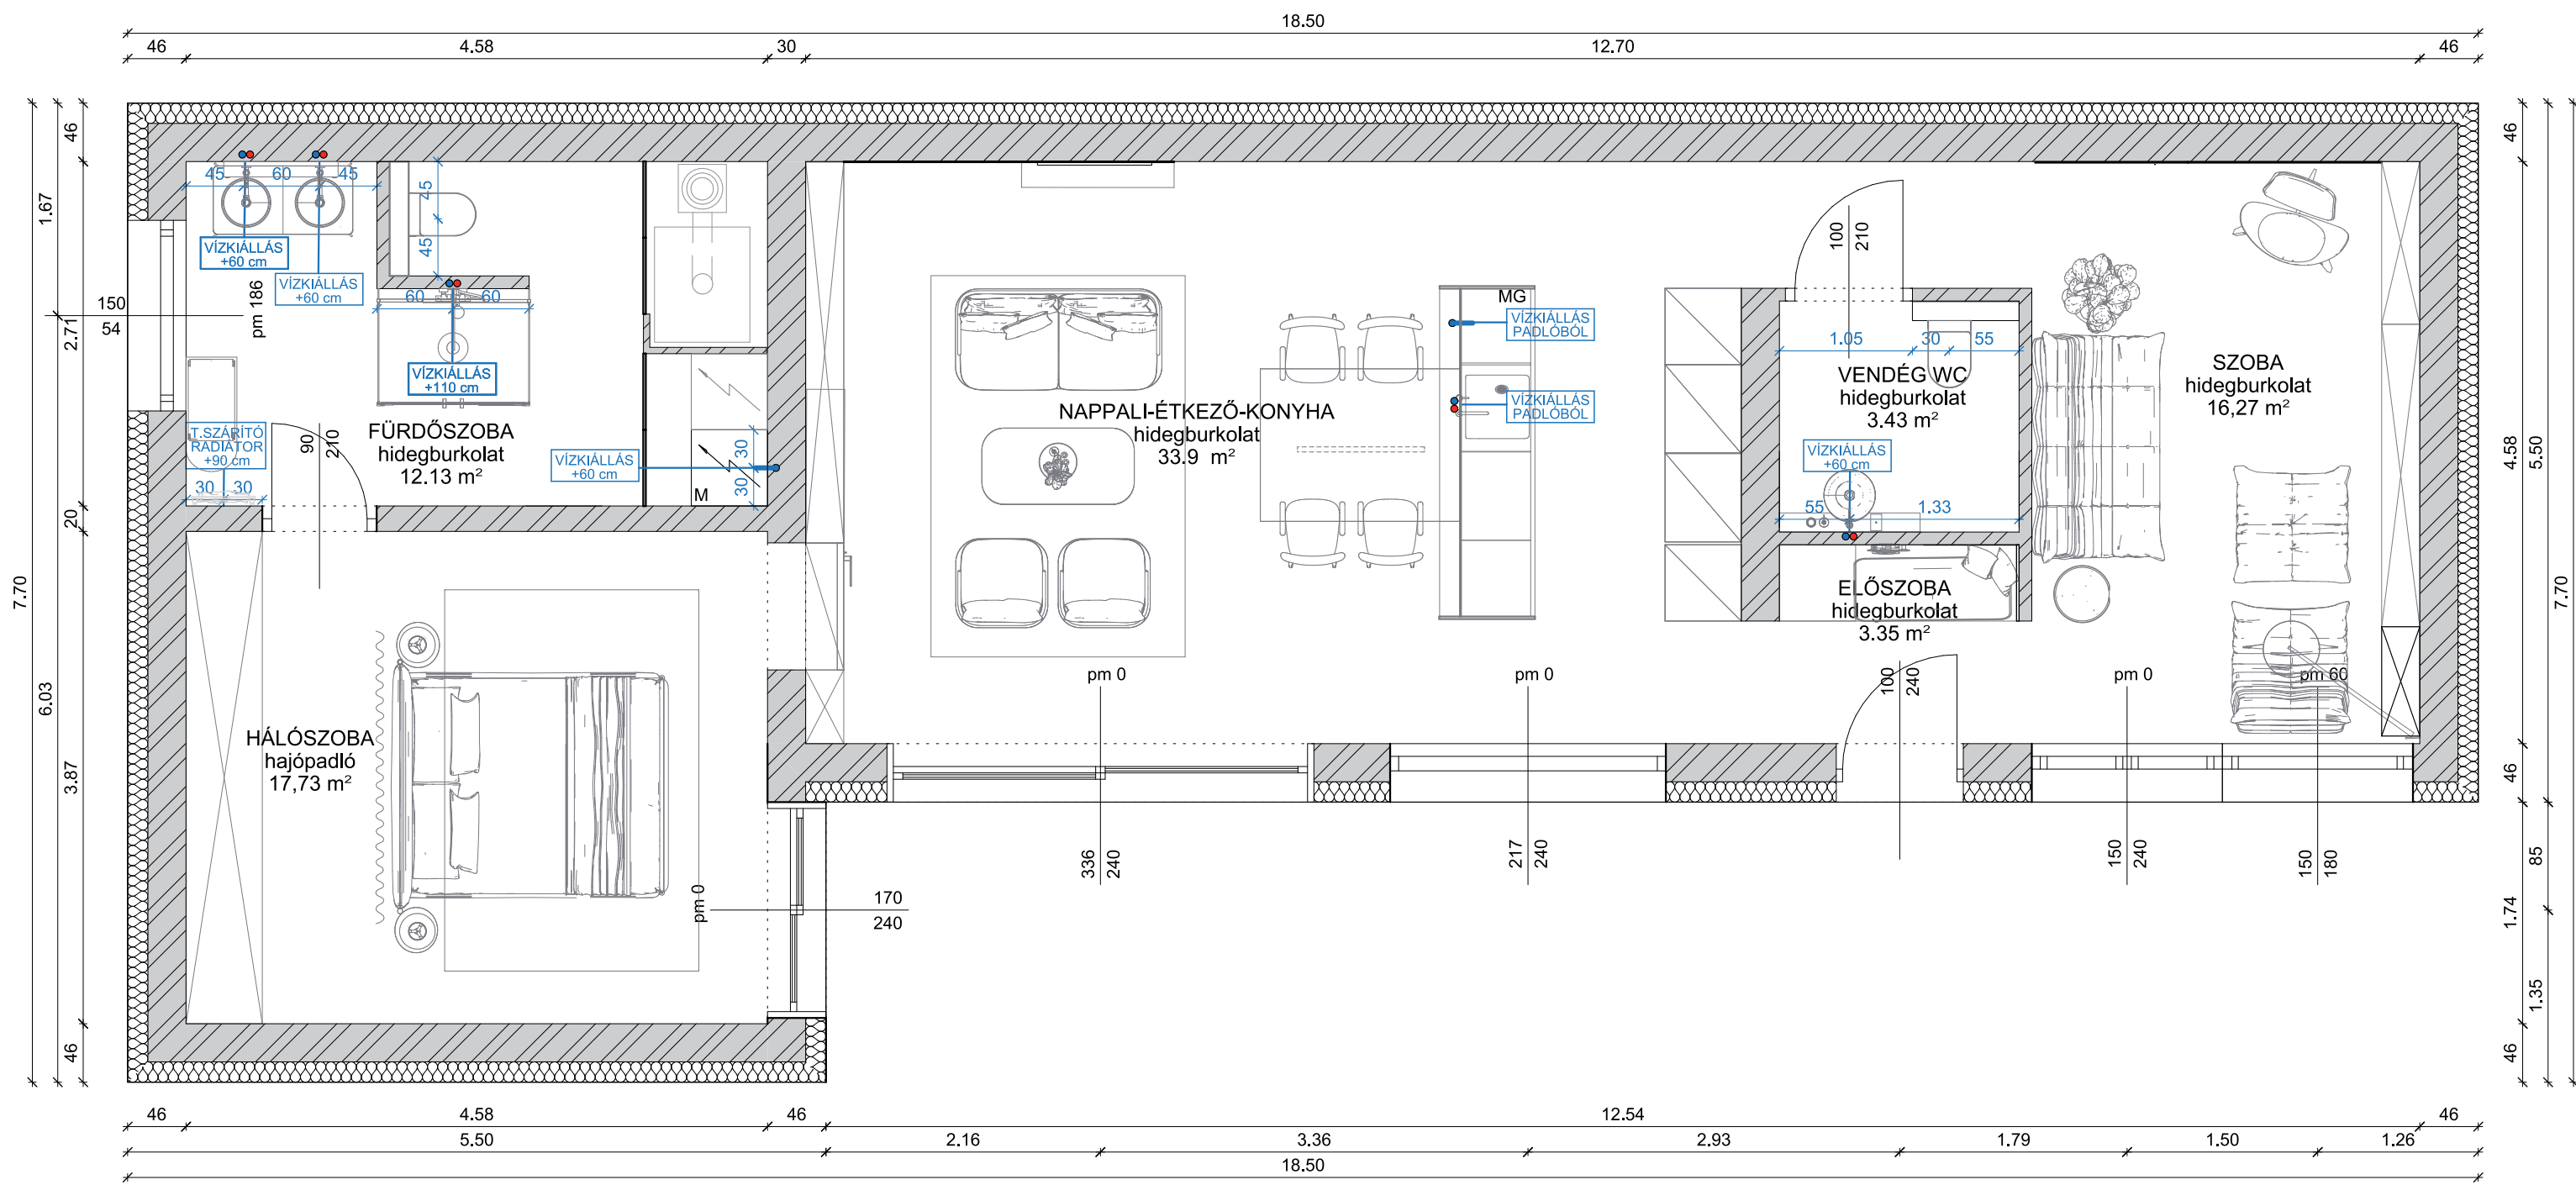 18.50
46 4.58 30 12.70 46
7.70
1.67
2.71
6.03
46
20
3.87
46
150
54
pm 186
45 60 45
VÍZKIÁLLÁS
+60 cm
VÍZKIÁLLÁS
+60 cm
45
45
60 60
VÍZKIÁLLÁS
+110 cm
T.SZÁRÍTÓ
RADIÁTOR
+90 cm
30 30
90
210
FÜRDŐSZOBA
hidegburkolat
12.13 m²
VÍZKIÁLLÁS
+60 cm
30
30
M
HÁLÓSZOBA
hajópadló
17,73 m²
pm 0
170
240
NAPPALI-ÉTKEZŐ-KONYHA
hidegburkolat
33.9 m²
MG
VÍZKIÁLLÁS
PADLÓBÓL
VÍZKIÁLLÁS
PADLÓBÓL
100
210
1.05 30 55
VENDÉG WC
hidegburkolat
3.43 m²
VÍZKIÁLLÁS
+60 cm
55 1.33
ELŐSZOBA
hidegburkolat
3.35 m²
SZOBA
hidegburkolat
16,27 m²
pm 0
pm 0
100
240
pm 0
pm 60
336
240
217
240
150
240
150
180
46
4.58
46
1.74
46
5.50
85
1.35
7.70
46 4.58 46 12.54 46
5.50 2.16 3.36 2.93 1.79 1.50 1.26
18.50